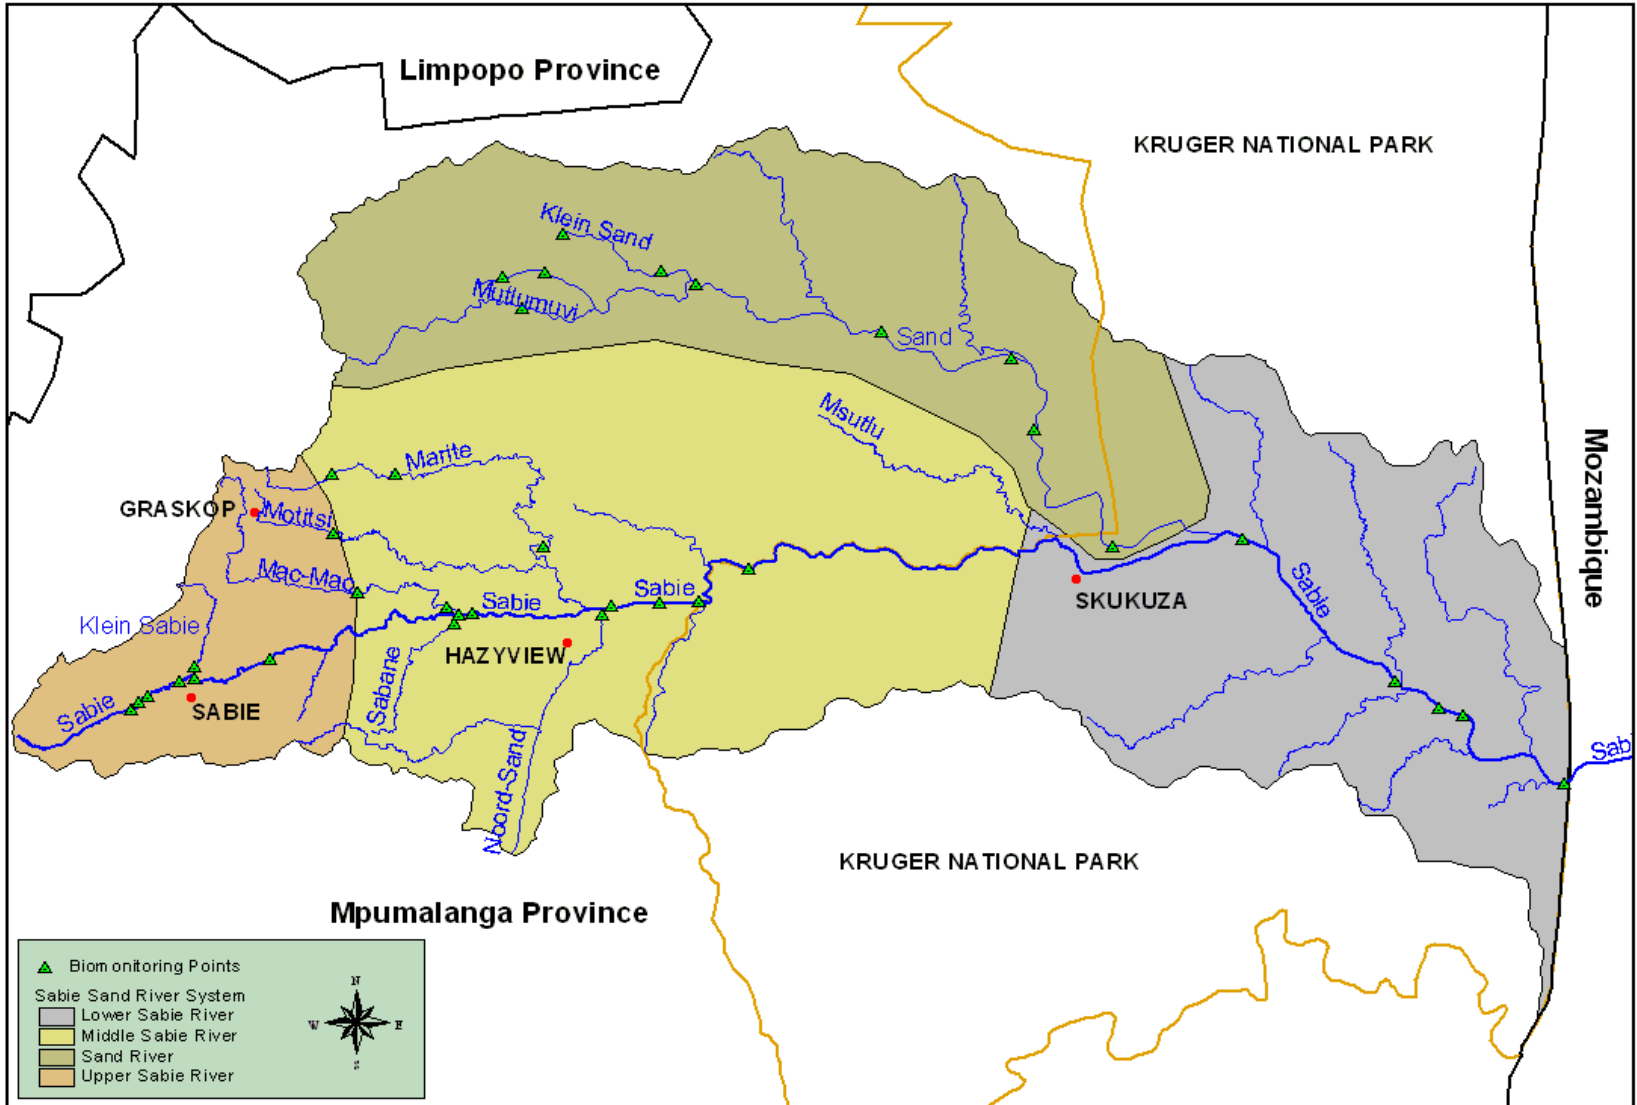 Limpopo Province
KRUGER NATIONAL PARK
Klein Sand
Mutlumuvi
Sand
Msutlu
Marite
Mozambique
GRASKOP
Motitsi
Mac-Mac
Sabie
Sabie
Sabie
SKUKUZA
Klein Sabie
HAZYVIEW
Sabane
Sabie
SABIE
Noord-Sand
Sab
KRUGER NATIONAL PARK
Mpumalanga Province
Biomonitoring Points
Sabie Sand River System
Lower Sabie River
Middle Sabie River
Sand River
Upper Sabie River
N
W
E
S